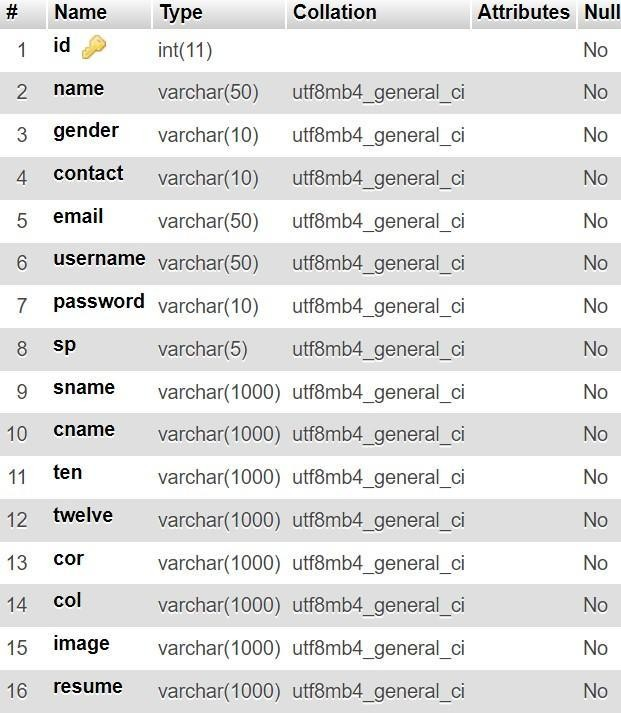 # Name Type Collation Attributes Null
1 id int(11) No
2 name varchar(50) utf8mb4_general_ci No
3 gender varchar(10) utf8mb4_general_ci No
4 contact varchar(10) utf8mb4_general_ci No
5 email varchar(50) utf8mb4_general_ci No
6 username varchar(50) utf8mb4_general_ci No
7 password varchar(10) utf8mb4_general_ci No
8 sp varchar(5) utf8mb4_general_ci No
9 sname varchar(1000) utf8mb4_general_ci No
10 cname varchar(1000) utf8mb4_general_ci No
11 ten varchar(1000) utf8mb4_general_ci No
12 twelve varchar(1000) utf8mb4_general_ci No
13 cor varchar(1000) utf8mb4_general_ci No
14 col varchar(1000) utf8mb4_general_ci No
15 image varchar(1000) utf8mb4_general_ci No
16 resume varchar(1000) utf8mb4_general_ci No